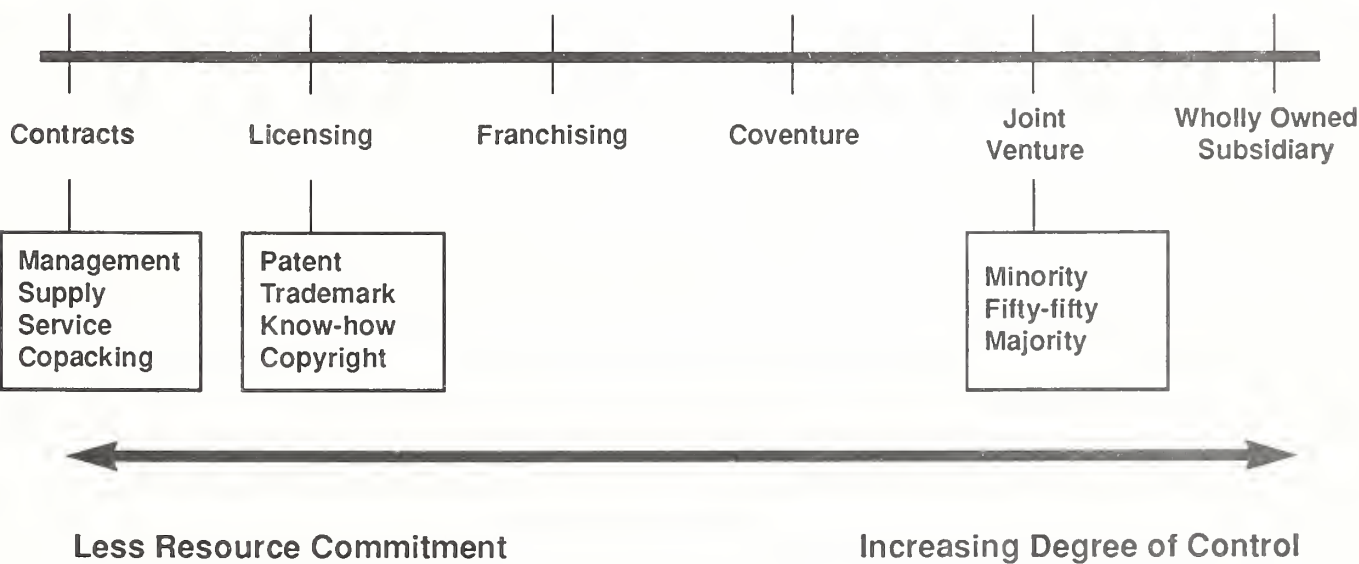 Contracts
Licensing
Franchising
Coventure
Joint
Venture
Wholly Owned
Subsidiary
Management
Supply
Service
Copacking
Patent
Trademark
Know-how
Copyright
Minority
Fifty-fifty
Majority
Less Resource Commitment
Increasing Degree of Control